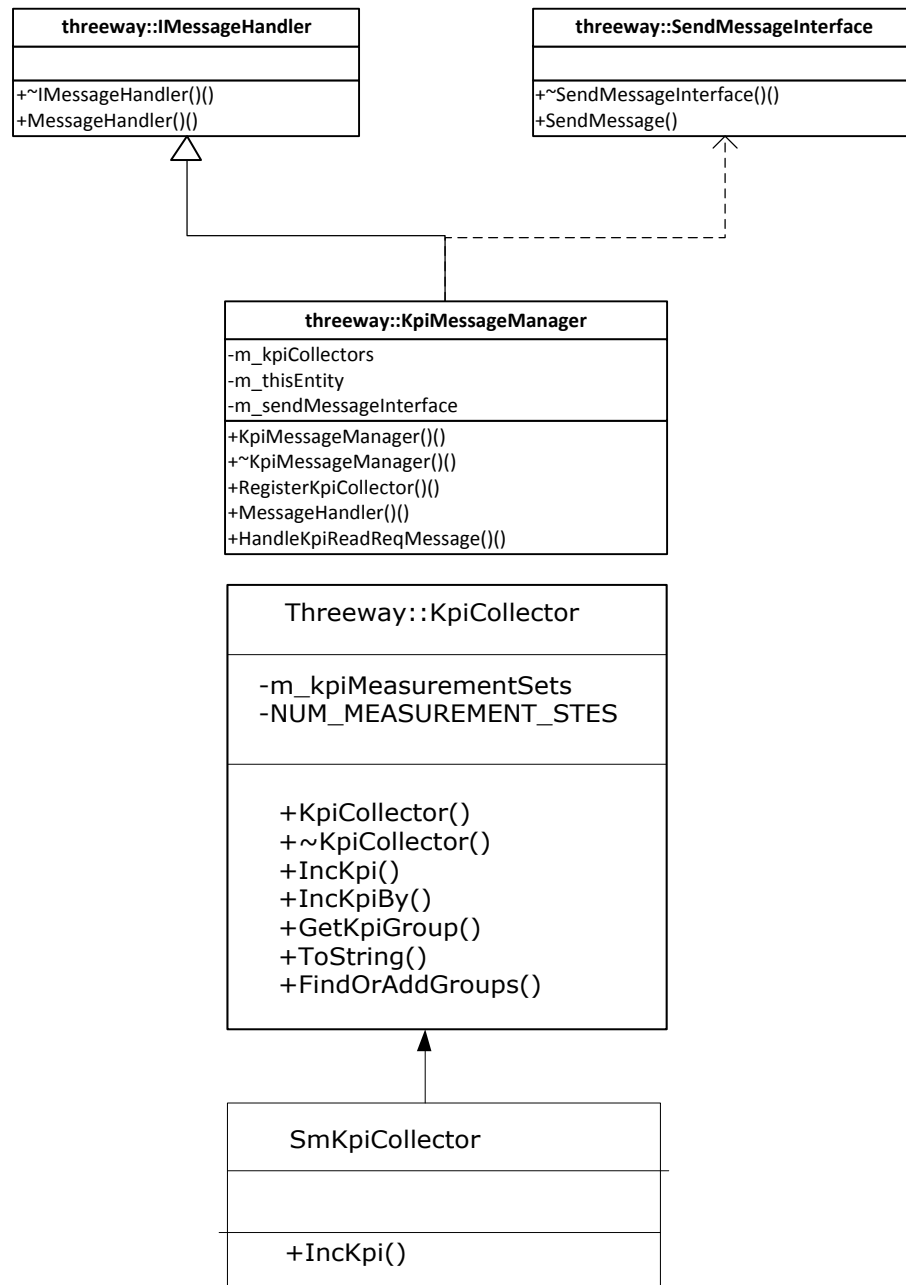 threeway::IMessageHandler
+~IMessageHandler()()
+MessageHandler()()
threeway::SendMessageInterface
+~SendMessageInterface()()
+SendMessage()
threeway::KpiMessageManager
-m_kpiCollectors
-m_thisEntity
-m_sendMessageInterface
+KpiMessageManager()()
+~KpiMessageManager()()
+RegisterKpiCollector()()
+MessageHandler()()
+HandleKpiReadReqMessage()()
Threeway::KpiCollector
-m_kpiMeasurementSets
-NUM_MEASUREMENT_STES
+KpiCollector()
+~KpiCollector()
+IncKpi()
+IncKpiBy()
+GetKpiGroup()
+ToString()
+FindOrAddGroups()
SmKpiCollector
+IncKpi()